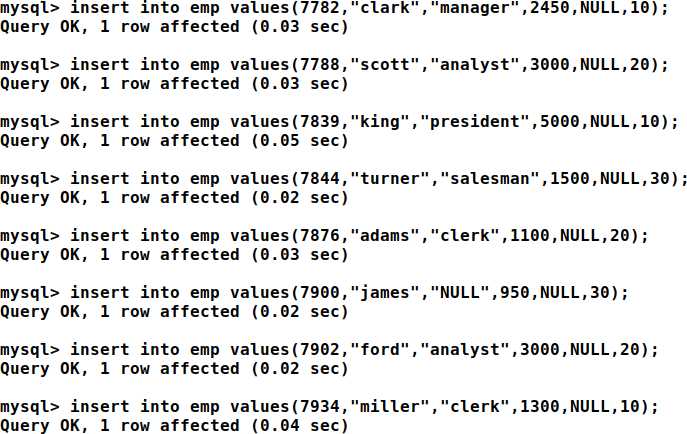 mysql> insert into emp values(7782,"clark","manager",2450,NULL,10);
Query OK, 1 row affected (0.03 sec)
mysql> insert into emp values(7788,"scott","analyst",3000,NULL,20);
Query OK, 1 row affected (0.03 sec)
mysql> insert into emp values(7839,"king","president",5000,NULL,10);
Query OK, 1 row affected (0.05 sec)
mysql> insert into emp values(7844,"turner","salesman",1500,NULL,30);
Query OK, 1 row affected (0.02 sec)
mysql> insert into emp values(7876,"adams","clerk",1100,NULL,20);
Query OK, 1 row affected (0.03 sec)
mysql> insert into emp values(7900,"james","NULL",950,NULL,30);
Query OK, 1 row affected (0.02 sec)
mysql> insert into emp values(7902,"ford","analyst",3000,NULL,20);
Query OK, 1 row affected (0.02 sec)
mysql> insert into emp values(7934,"miller","clerk",1300,NULL,10);
Query OK, 1 row affected (0.04 sec)